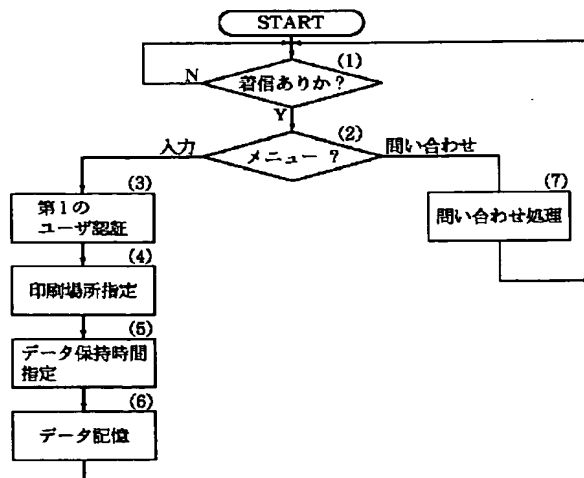 START
(1)
着信ありか?
N
Y
(2)
メニュー ?
入力
問い合わせ
(3)
第1の
ユーザ認証
(7)
問い合わせ処理
(4)
印刷場所指定
(5)
データ保持時間
指定
(6)
データ記憶